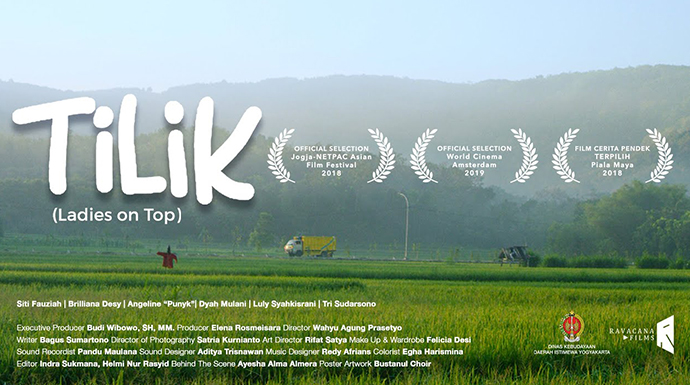 TiLiK
(Ladies on Top)
OFFICIAL SELECTION
Jogja-NETPAC Asian
Film Festival
2018
OFFICIAL SELECTION
World Cinema
Amsterdam
2019
FILM CERITA PENDEK
TERPILIH
Piala Maya
2018
Siti Fauziah | Brilliana Desy | Angeline "Punyk"| Dyah Mulani | Luly Syahkisrani | Tri Sudarsono
Executive Producer Budi Wibowo, SH, MM. Producer Elena Rosmeisara Director Wahyu Agung Prasetyo
Writer Bagus Sumartono Director of Photography Satria Kurnianto Art Director Rifat Satya Make Up & Wardrobe Felicia Desi
Sound Recordist Pandu Maulana Sound Designer Aditya Trisnawan Music Designer Redy Afrians Colorist Egha Harismina
Editor Indra Sukmana, Helmi Nur Rasyid Behind The Scene Ayesha Alma Almera Poster Artwork Bustanul Choir
DINAS KEBUDAYAAN
DAERAH ISTIMEWA YOGYAKARTA
RAVACANA
FILMS